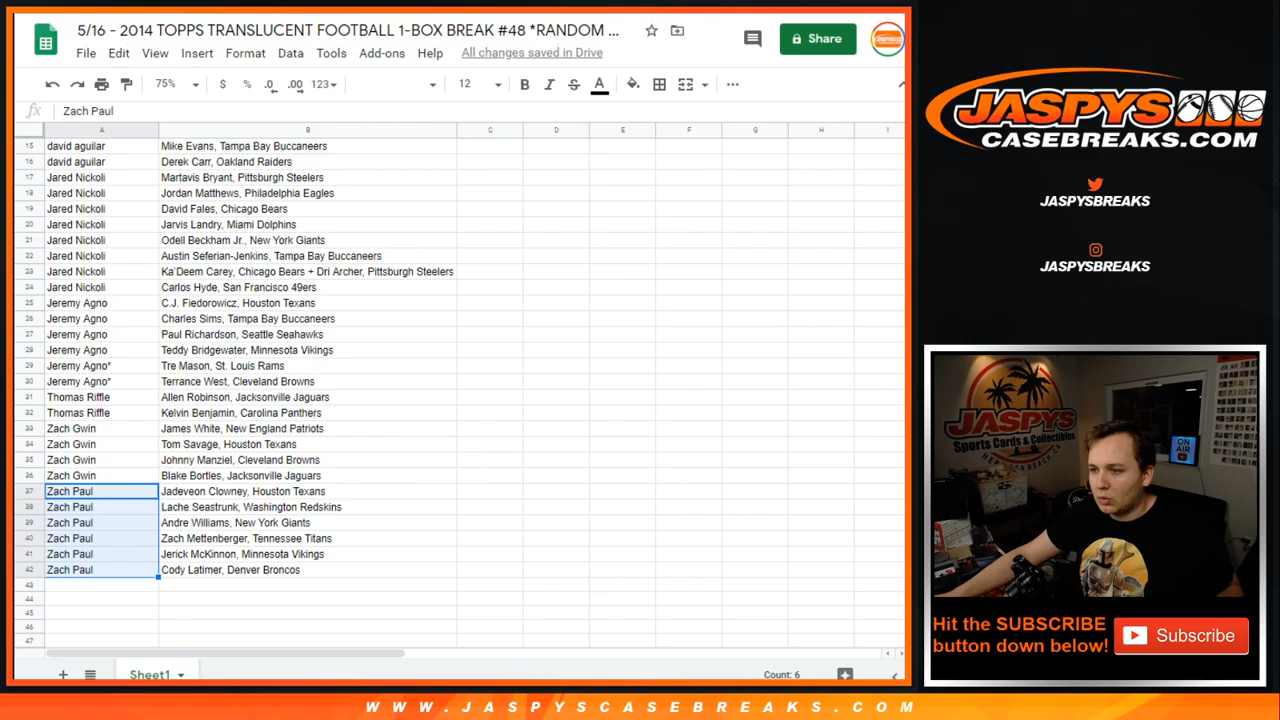 5/16 - 2014 TOPPS TRANSLUCENT FOOTBALL 1-BOX BREAK #48 *RANDOM ...
File Edit View Insert Format Data Tools Add-ons Help All changes saved in Drive
Share
75% $ % .0 .00 123 12 B I S A
fx Zach Paul
A B C D E F G H I
15 david aguilar Mike Evans, Tampa Bay Buccaneers
16 david aguilar Derek Carr, Oakland Raiders
17 Jared Nickoli Martavis Bryant, Pittsburgh Steelers
18 Jared Nickoli Jordan Matthews, Philadelphia Eagles
19 Jared Nickoli David Fales, Chicago Bears
20 Jared Nickoli Jarvis Landry, Miami Dolphins
21 Jared Nickoli Odell Beckham Jr., New York Giants
22 Jared Nickoli Austin Seferian-Jenkins, Tampa Bay Buccaneers
23 Jared Nickoli Ka'Deem Carey, Chicago Bears + Dri Archer, Pittsburgh Steelers
24 Jared Nickoli Carlos Hyde, San Francisco 49ers
25 Jeremy Agno C.J. Fiedorowicz, Houston Texans
26 Jeremy Agno Charles Sims, Tampa Bay Buccaneers
27 Jeremy Agno Paul Richardson, Seattle Seahawks
28 Jeremy Agno Teddy Bridgewater, Minnesota Vikings
29 Jeremy Agno* Tre Mason, St. Louis Rams
30 Jeremy Agno* Terrance West, Cleveland Browns
31 Thomas Riffle Allen Robinson, Jacksonville Jaguars
32 Thomas Riffle Kelvin Benjamin, Carolina Panthers
33 Zach Gwin James White, New England Patriots
34 Zach Gwin Tom Savage, Houston Texans
35 Zach Gwin Johnny Manziel, Cleveland Browns
36 Zach Gwin Blake Bortles, Jacksonville Jaguars
37 Zach Paul Jadeveon Clowney, Houston Texans
38 Zach Paul Lache Seastrunk, Washington Redskins
39 Zach Paul Andre Williams, New York Giants
40 Zach Paul Zach Mettenberger, Tennessee Titans
41 Zach Paul Jerick McKinnon, Minnesota Vikings
42 Zach Paul Cody Latimer, Denver Broncos
43
44
45
46
47
Sheet1
Count: 6
JASPYS
CASEBREAKS.COM
JASPYSBREAKS
JASPYSBREAKS
JASPYS
Sports Cards & Collectibles
ON
AIR
Hit the SUBSCRIBE
button down below!
Subscribe
WWW.JASPYSCASEBREAKS.COM